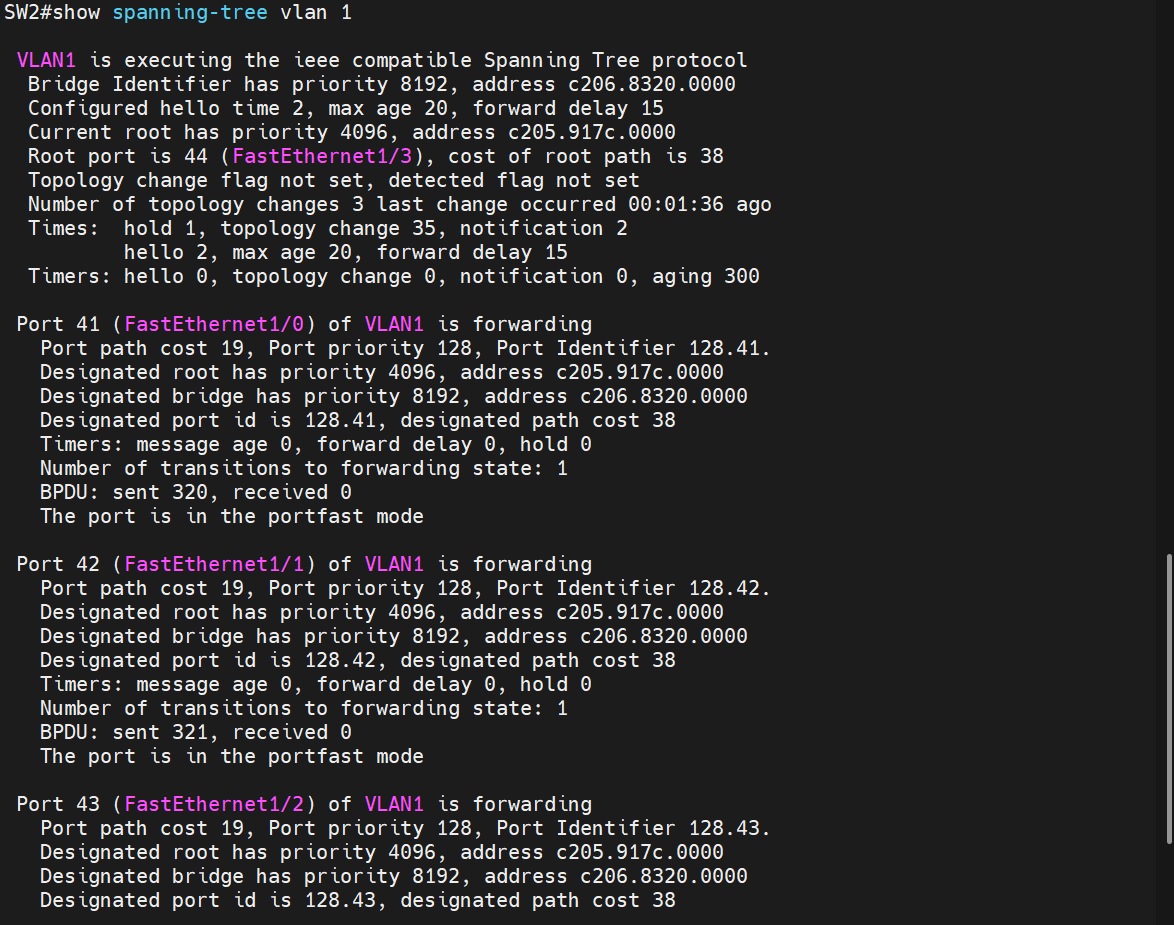 SW2#show spanning-tree vlan 1
VLAN1 is executing the ieee compatible Spanning Tree protocol
Bridge Identifier has priority 8192, address c206.8320.0000
Configured hello time 2, max age 20, forward delay 15
Current root has priority 4096, address c205.917c.0000
Root port is 44 (FastEthernet1/3), cost of root path is 38
Topology change flag not set, detected flag not set
Number of topology changes 3 last change occurred 00:01:36 ago
Times:  hold 1, topology change 35, notification 2
hello 2, max age 20, forward delay 15
Timers: hello 0, topology change 0, notification 0, aging 300
Port 41 (FastEthernet1/0) of VLAN1 is forwarding
Port path cost 19, Port priority 128, Port Identifier 128.41.
Designated root has priority 4096, address c205.917c.0000
Designated bridge has priority 8192, address c206.8320.0000
Designated port id is 128.41, designated path cost 38
Timers: message age 0, forward delay 0, hold 0
Number of transitions to forwarding state: 1
BPDU: sent 320, received 0
The port is in the portfast mode
Port 42 (FastEthernet1/1) of VLAN1 is forwarding
Port path cost 19, Port priority 128, Port Identifier 128.42.
Designated root has priority 4096, address c205.917c.0000
Designated bridge has priority 8192, address c206.8320.0000
Designated port id is 128.42, designated path cost 38
Timers: message age 0, forward delay 0, hold 0
Number of transitions to forwarding state: 1
BPDU: sent 321, received 0
The port is in the portfast mode
Port 43 (FastEthernet1/2) of VLAN1 is forwarding
Port path cost 19, Port priority 128, Port Identifier 128.43.
Designated root has priority 4096, address c205.917c.0000
Designated bridge has priority 8192, address c206.8320.0000
Designated port id is 128.43, designated path cost 38